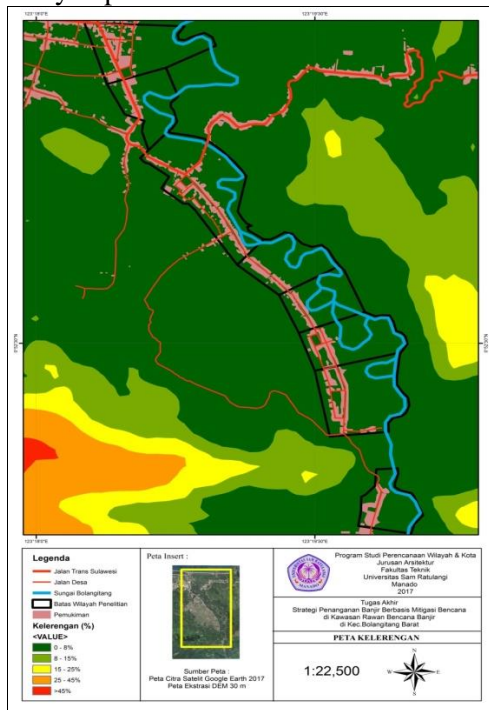 Legenda
Jalan Trans Sulawesi
Jalan Desa
Sungai Bolangitang
Batas Wilayah Penelitian
Pemukiman
Kelerengan (%)
<VALUE>
0 - 8%
8 - 15%
15 - 25%
25 - 45%
>45%
Peta Insert :
Sumber Peta :
Peta Citra Satelit Google Earth 2017
Peta Ekstrasi DEM 30 m
Program Studi Perencanaan Wilayah & Kota
Jurusan Arsitektur
Fakultas Teknik
Universitas Sam Ratulangi
Manado
2017
Tugas Akhir
Strategi Penanganan Banjir Berbasis Mitigasi Bencana
di Kawasan Rawan Bencana Banjir
di Kec.Bolangitang Barat
PETA KELERENGAN
1:22,500
N
W
E
S